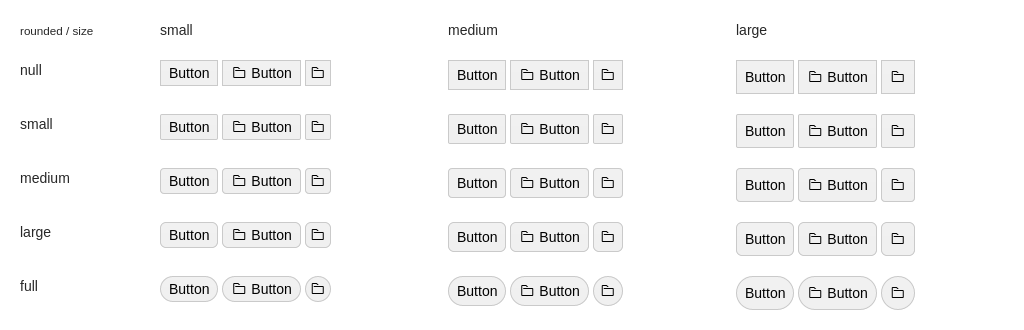 rounded / size small medium large
null Button Button Button Button Button Button
small Button Button Button Button Button Button
medium Button Button Button Button Button Button
large Button Button Button Button Button Button
full Button Button Button Button Button Button